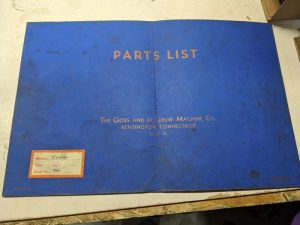 PARTS LIST
THE GOSS AND DE LEEUW MACHINE CO.
KENSINGTON CONNECTICUT
U.S.A.